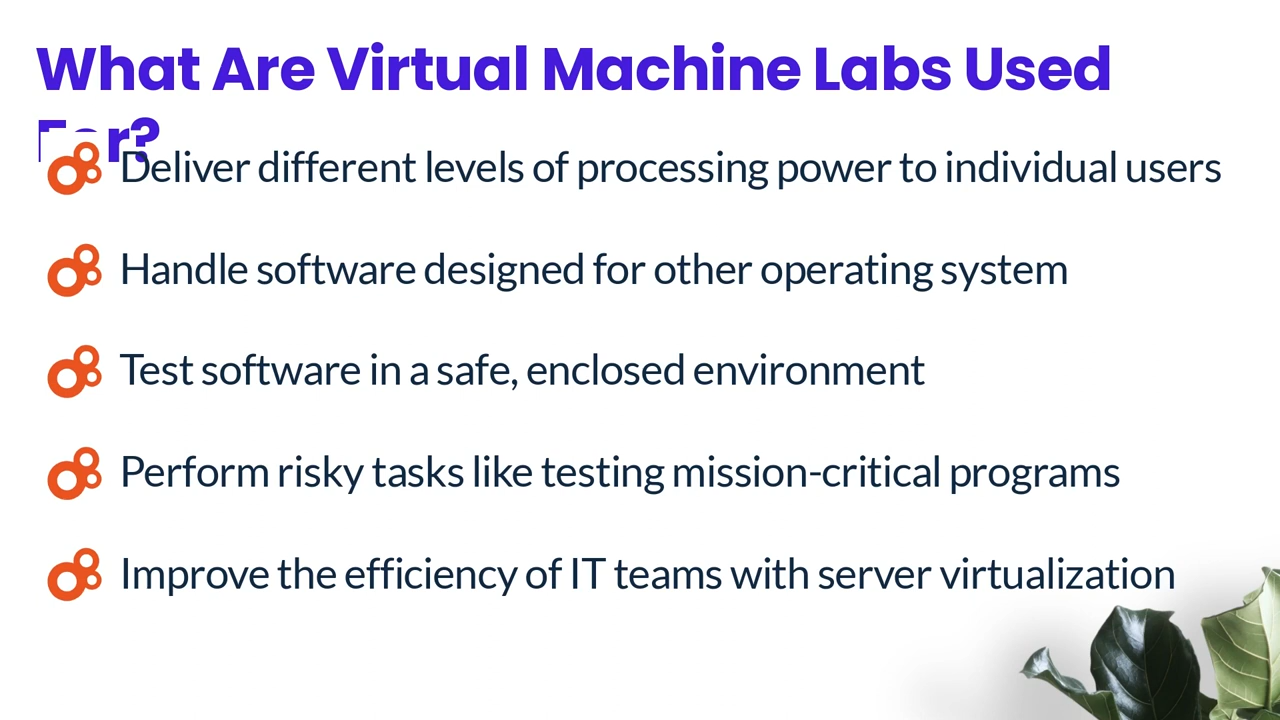 What Are Virtual Machine Labs Used
For?
Deliver different levels of processing power to individual users
Handle software designed for other operating system
Test software in a safe, enclosed environment
Perform risky tasks like testing mission-critical programs
Improve the efficiency of IT teams with server virtualization